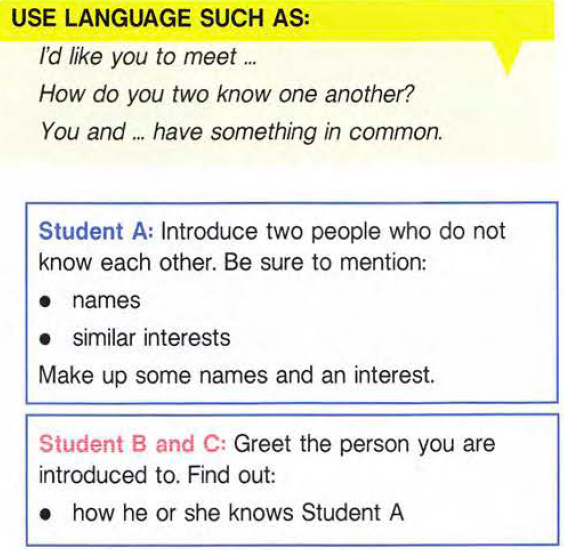 USE LANGUAGE SUCH AS:
I'd like you to meet ...
How do you two know one another?
You and ... have something in common.
Student A: Introduce two people who do not
know each other. Be sure to mention:
● names
● similar interests
Make up some names and an interest.
Student B and C: Greet the person you are
introduced to. Find out:
● how he or she knows Student A